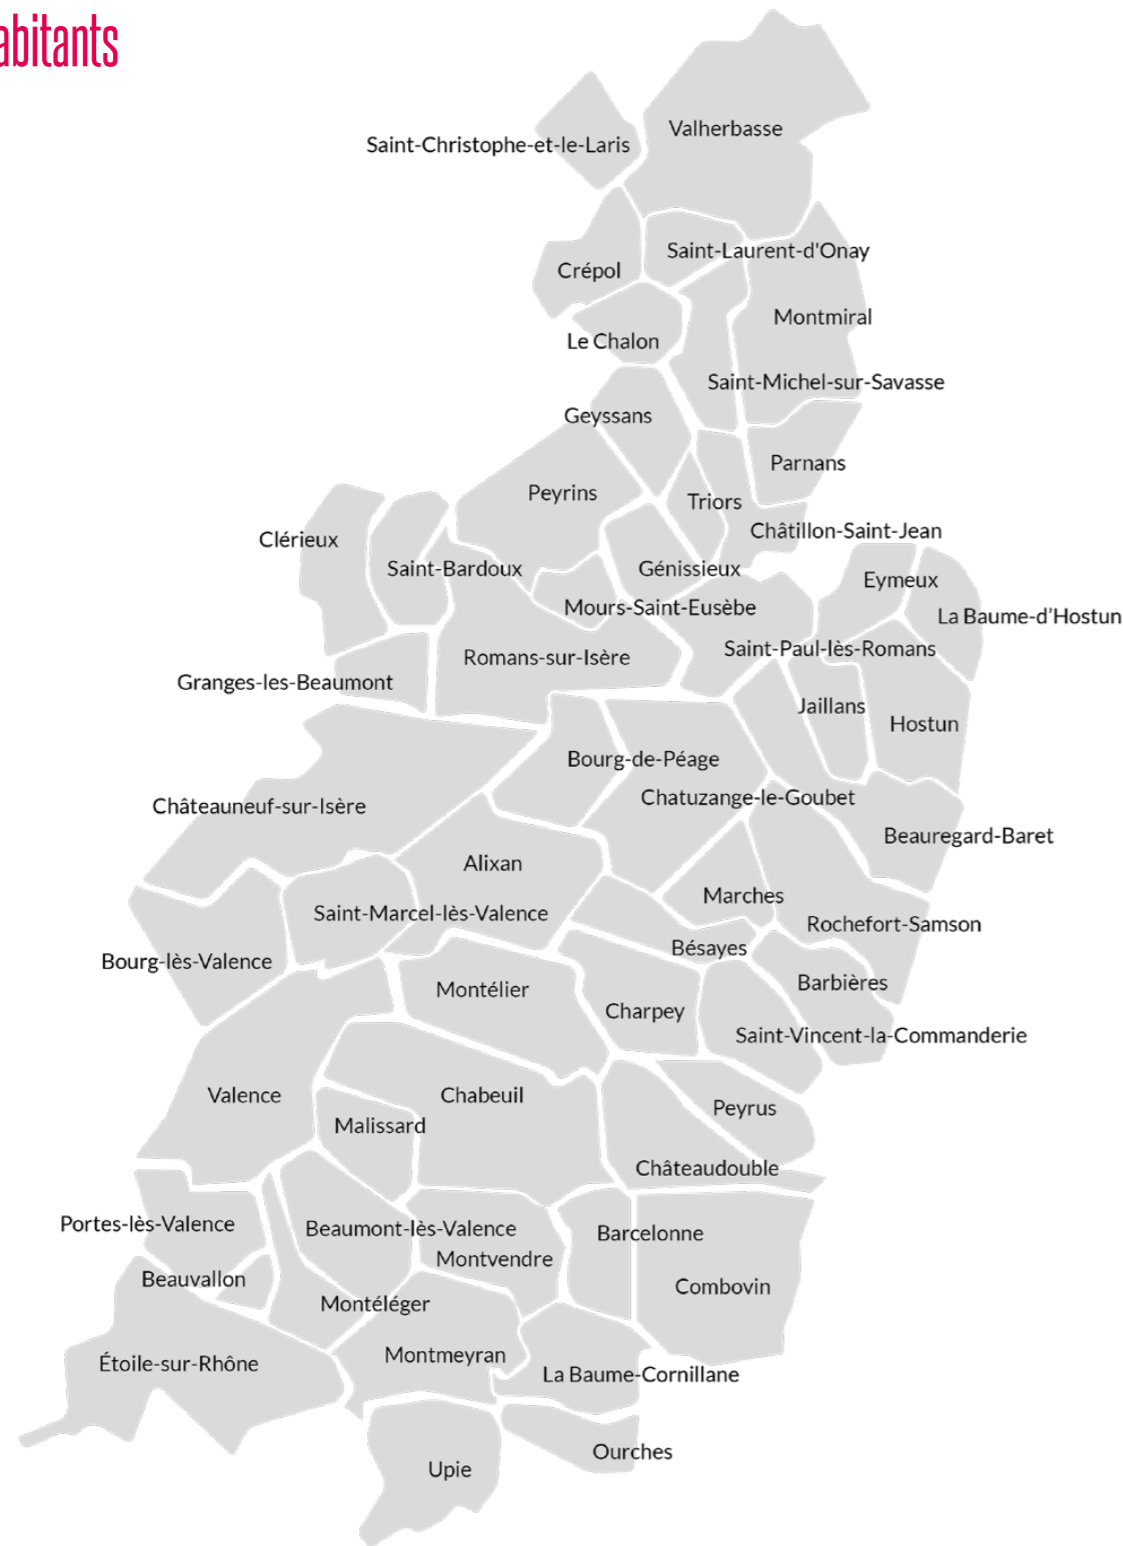 abitants
Valherbasse
Saint-Christophe-et-le-Laris
Saint-Laurent-d'Onay
Crépol
Montmiral
Le Chalon
Saint-Michel-sur-Savasse
Geyssans
Parnans
Peyrins
Triors
Châtillon-Saint-Jean
Clérieux
Saint-Bardoux
Génissieux
Eymeux
Mours-Saint-Eusèbe
La Baume-d’Hostun
Saint-Paul-lès-Romans
Romans-sur-Isère
Granges-les-Beaumont
Jaillans
Hostun
Bourg-de-Péage
Chatuzange-le-Goubet
Châteauneuf-sur-Isère
Beauregard-Baret
Alixan
Marches
Saint-Marcel-lès-Valence
Rochefort-Samson
Bésayes
Bourg-lès-Valence
Barbières
Montélier
Charpey
Saint-Vincent-la-Commanderie
Valence
Chabeuil
Peyrus
Malissard
Châteaudouble
Portes-lès-Valence
Beaumont-lès-Valence
Barcelonne
Montvendre
Beauvallon
Combovin
Montéléger
Montmeyran
Étoile-sur-Rhône
La Baume-Cornillane
Ourches
Upie